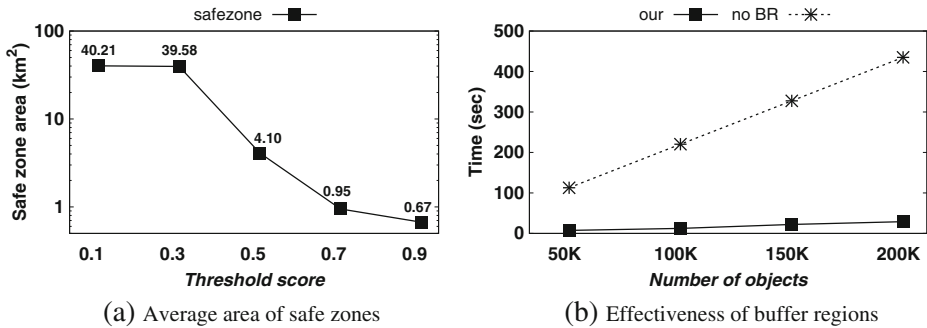 safezone
Safe zone area (km²)
100
10
1
40.21
39.58
4.10
0.95
0.67
0.1 0.3 0.5 0.7 0.9
Threshold score
(a) Average area of safe zones
our no BR
Time (sec)
500
400
300
200
100
0
50K 100K 150K 200K
Number of objects
(b) Effectiveness of buffer regions